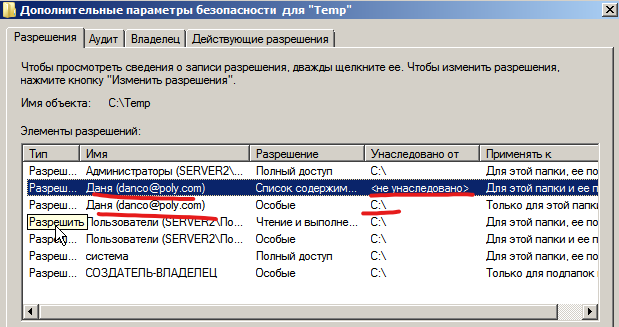 Дополнительные параметры безопасности для "Temp"
Разрешения Аудит Владелец Действующие разрешения
Чтобы просмотреть сведения о записи разрешения, дважды щелкните ее. Чтобы изменить разрешения,
нажмите кнопку "Изменить разрешения".
Имя объекта: C:\Temp
Элементы разрешений:
Тип Имя Разрешение Унаследовано от Применять к
Разреш... Администраторы (SERVER2\... Полный доступ C:\ Для этой папки, ее по
Разреш... Даня (danco@poly.com) Список содержим... <не унаследовано> Для этой папки и ее п
Разреш... Даня (danco@poly.com) Особые C:\ Только для этой папки
Разрешить Пользователи (SERVER2\По... Чтение и выполне... C:\ Для этой папки, ее по
Разреш... Пользователи (SERVER2\По... Особые C:\ Для этой папки и ее п
Разреш... система Полный доступ C:\ Для этой папки, ее по
Разреш... СОЗДАТЕЛЬ-ВЛАДЕЛЕЦ Особые C:\ Только для подпапок и